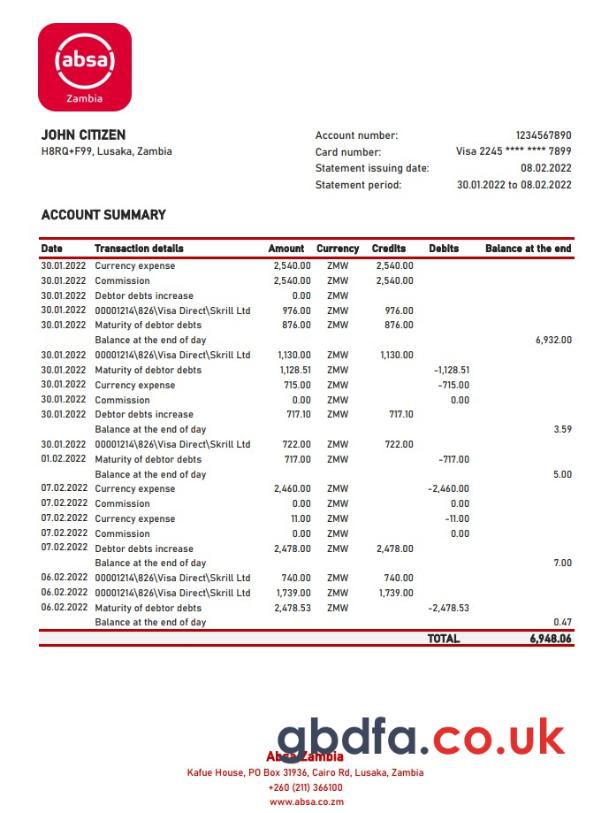 absa
Zambia
JOHN CITIZEN
H8RQ+F99, Lusaka, Zambia
Account number: 1234567890
Card number: Visa 2245 **** **** 7899
Statement issuing date: 08.02.2022
Statement period: 30.01.2022 to 08.02.2022
ACCOUNT SUMMARY
Date Transaction details Amount Currency Credits Debits Balance at the end
30.01.2022 Currency expense 2,540.00 ZMW 2,540.00
30.01.2022 Commission 2,540.00 ZMW 2,540.00
30.01.2022 Debtor debts increase 0.00 ZMW
30.01.2022 00001214\826\Visa Direct\Skrill Ltd 976.00 ZMW 976.00
30.01.2022 Maturity of debtor debts 876.00 ZMW 876.00
Balance at the end of day 6,932.00
30.01.2022 00001214\826\Visa Direct\Skrill Ltd 1,130.00 ZMW 1,130.00
30.01.2022 Maturity of debtor debts 1,128.51 ZMW -1,128.51
30.01.2022 Currency expense 715.00 ZMW -715.00
30.01.2022 Commission 0.00 ZMW 0.00
30.01.2022 Debtor debts increase 717.10 ZMW 717.10
Balance at the end of day 3.59
30.01.2022 00001214\826\Visa Direct\Skrill Ltd 722.00 ZMW 722.00
01.02.2022 Maturity of debtor debts 717.00 ZMW -717.00
Balance at the end of day 5.00
07.02.2022 Currency expense 2,460.00 ZMW -2,460.00
07.02.2022 Commission 0.00 ZMW 0.00
07.02.2022 Currency expense 11.00 ZMW -11.00
07.02.2022 Commission 0.00 ZMW 0.00
07.02.2022 Debtor debts increase 2,478.00 ZMW 2,478.00
Balance at the end of day 7.00
06.02.2022 00001214\826\Visa Direct\Skrill Ltd 740.00 ZMW 740.00
06.02.2022 00001214\826\Visa Direct\Skrill Ltd 1,739.00 ZMW 1,739.00
06.02.2022 Maturity of debtor debts 2,478.53 ZMW -2,478.53
Balance at the end of day 0.47
TOTAL 6,948.06
gbdfa.co.uk
Absa Zambia
Kafue House, PO Box 31936, Cairo Rd, Lusaka, Zambia
+260 (211) 366100
www.absa.co.zm